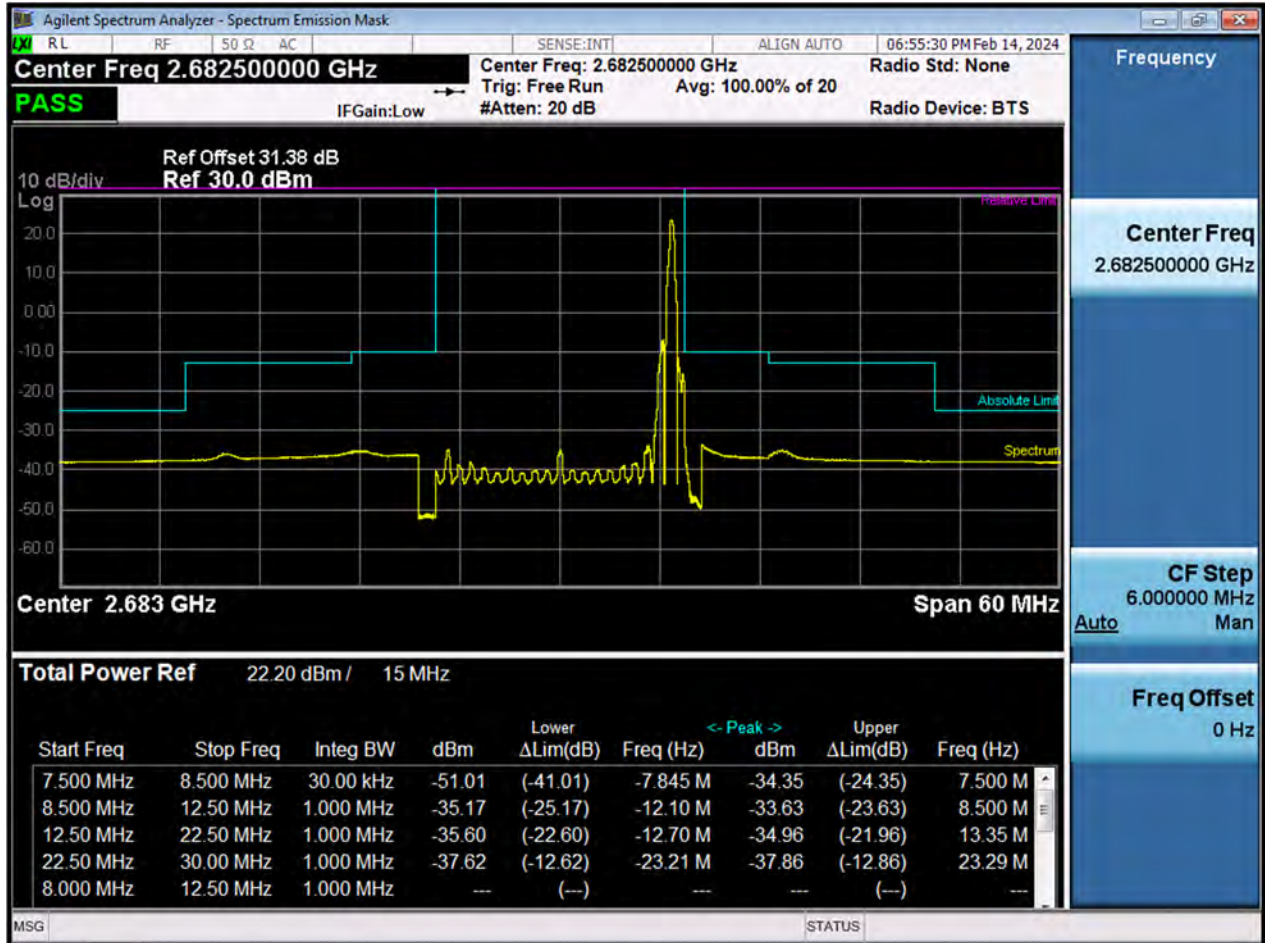 Agilent Spectrum Analyzer - Spectrum Emission Mask
LXI RL RF 50 Ω AC SENSE:INT ALIGN AUTO 06:55:30 PM Feb 14, 2024
Center Freq 2.682500000 GHz
Center Freq: 2.682500000 GHz
Radio Std: None
Trig: Free Run
Avg: 100.00% of 20
PASS
IFGain:Low
#Atten: 20 dB
Radio Device: BTS
Ref Offset 31.38 dB
10 dB/div
Ref 30.0 dBm
Log
Relative Limit
20.0
10.0
0.00
-10.0
-20.0
Absolute Limit
-30.0
Spectrum
-40.0
-50.0
-60.0
Center 2.683 GHz
Span 60 MHz
Total Power Ref 22.20 dBm / 15 MHz
Lower <- Peak -> Upper
Start Freq Stop Freq Integ BW dBm ΔLim(dB) Freq (Hz) dBm ΔLim(dB) Freq (Hz)
7.500 MHz 8.500 MHz 30.00 kHz -51.01 (-41.01) -7.845 M -34.35 (-24.35) 7.500 M
8.500 MHz 12.50 MHz 1.000 MHz -35.17 (-25.17) -12.10 M -33.63 (-23.63) 8.500 M
12.50 MHz 22.50 MHz 1.000 MHz -35.60 (-22.60) -12.70 M -34.96 (-21.96) 13.35 M
22.50 MHz 30.00 MHz 1.000 MHz -37.62 (-12.62) -23.21 M -37.86 (-12.86) 23.29 M
8.000 MHz 12.50 MHz 1.000 MHz --- (---) --- --- (---) ---
MSG
STATUS
Frequency
Center Freq
2.682500000 GHz
CF Step
6.000000 MHz
Auto Man
Freq Offset
0 Hz